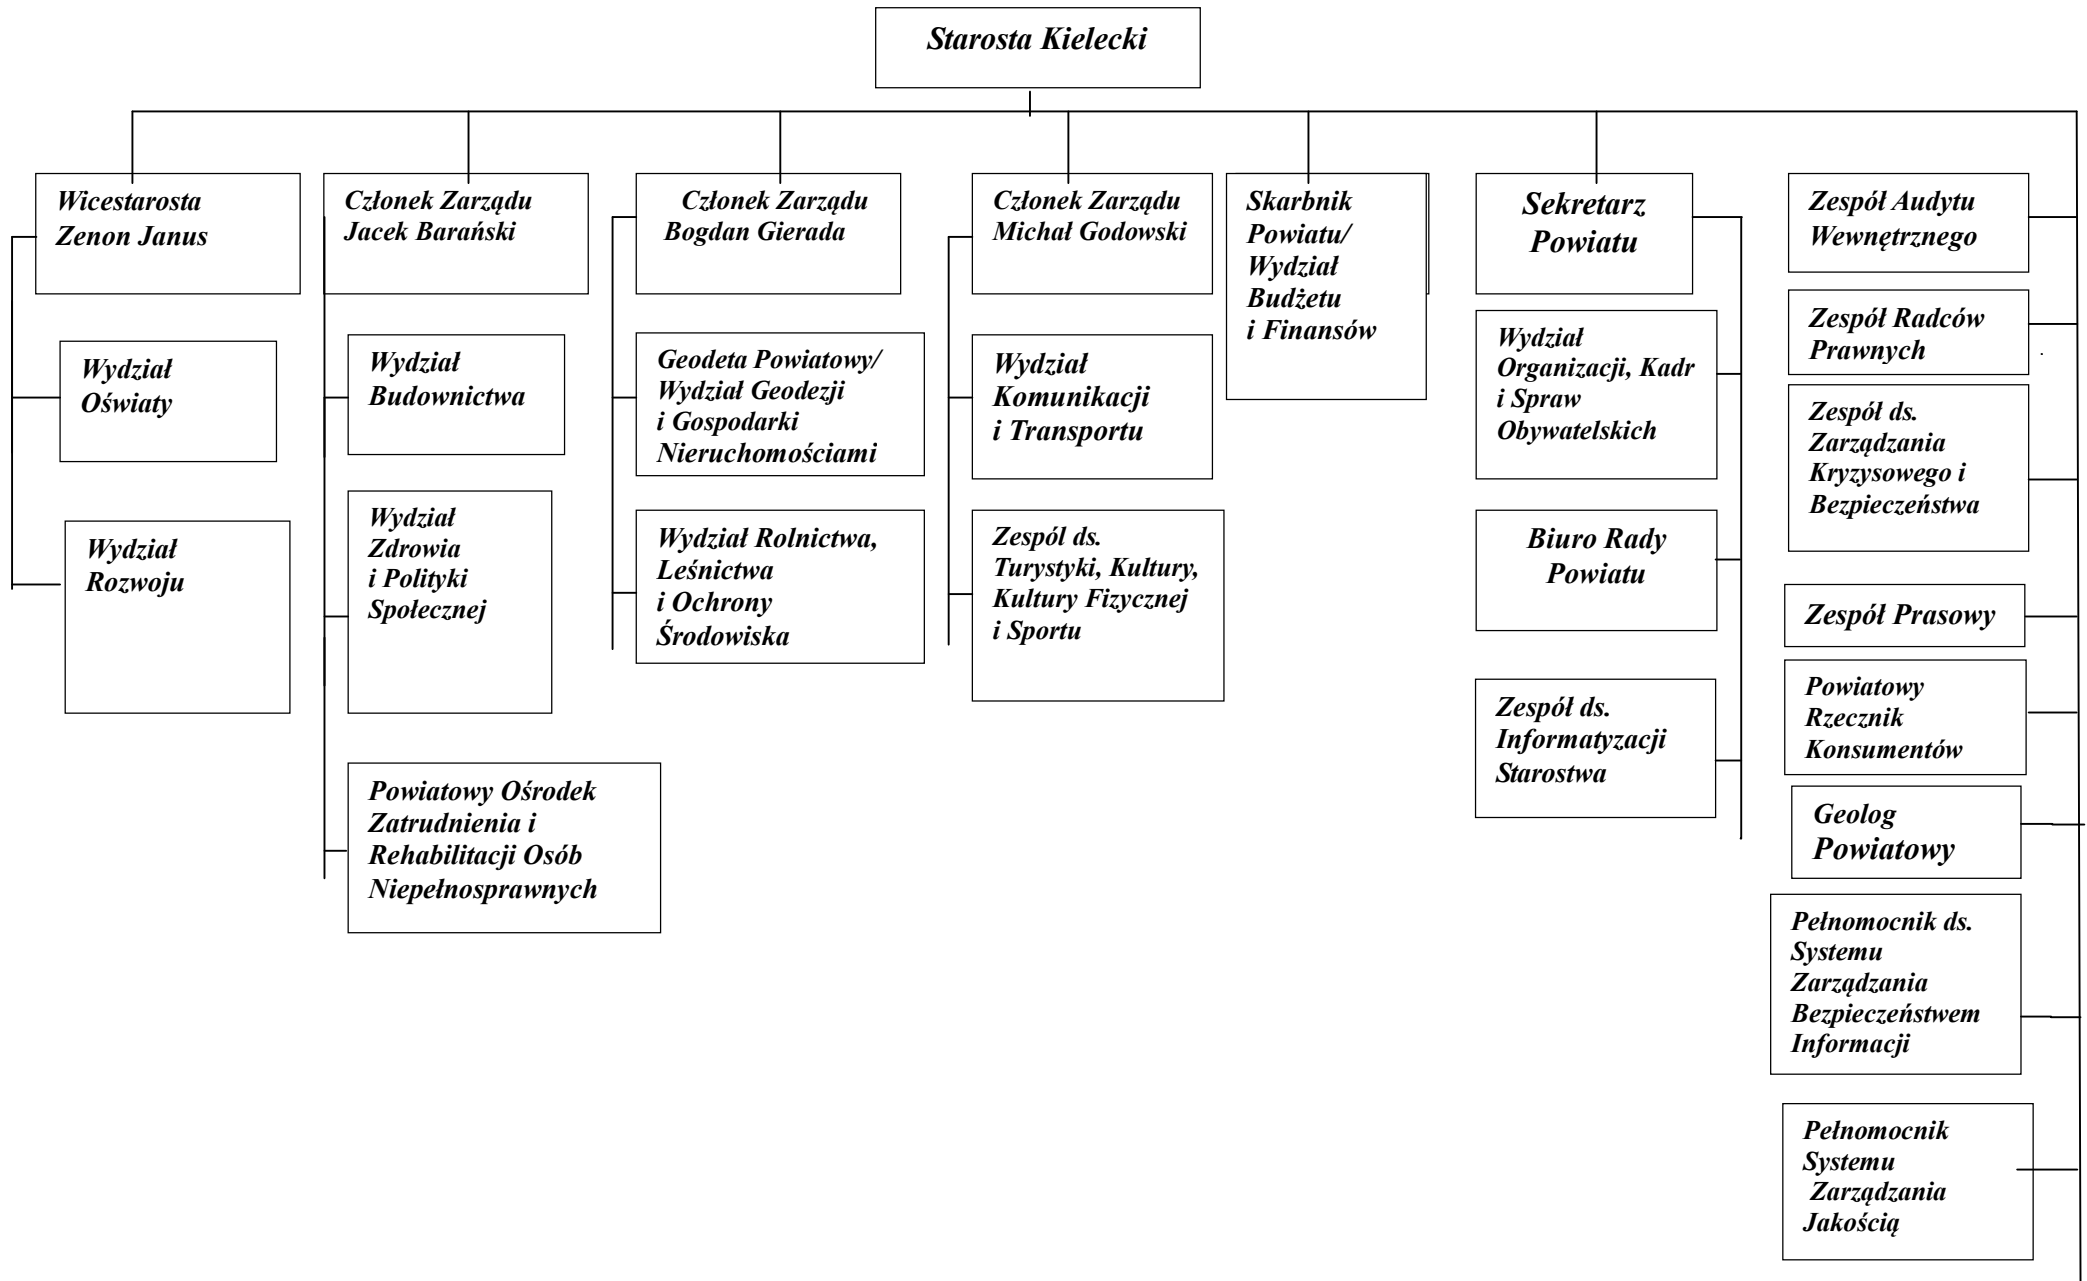 Starosta Kielecki
Wicestarosta
Zenon Janus
Członek Zarządu
Jacek Barański
Członek Zarządu
Bogdan Gierada
Członek Zarządu
Michał Godowski
Skarbnik
Powiatu/
Wydział
Budżetu
i Finansów
Sekretarz
Powiatu
Zespół Audytu
Wewnętrznego
Wydział
Oświaty
Wydział
Rozwoju
Wydział
Budownictwa
Wydział
Zdrowia
i Polityki
Społecznej
Powiatowy Ośrodek
Zatrudnienia i
Rehabilitacji Osób
Niepełnosprawnych
Geodeta Powiatowy/
Wydział Geodezji
i Gospodarki
Nieruchomościami
Wydział Rolnictwa,
Leśnictwa
i Ochrony
Środowiska
Wydział
Komunikacji
i Transportu
Zespól ds.
Turystyki, Kultury,
Kultury Fizycznej
i Sportu
Wydział
Organizacji, Kadr
i Spraw
Obywatelskich
Biuro Rady
Powiatu
Zespół ds.
Informatyzacji
Starostwa
Zespół Radców
Prawnych
Zespół ds.
Zarządzania
Kryzysowego i
Bezpieczeństwa
Zespół Prasowy
Powiatowy
Rzecznik
Konsumentów
Geolog
Powiatowy
Pełnomocnik ds.
Systemu
Zarządzania
Bezpieczeństwem
Informacji
Pełnomocnik
Systemu
Zarządzania
Jakością